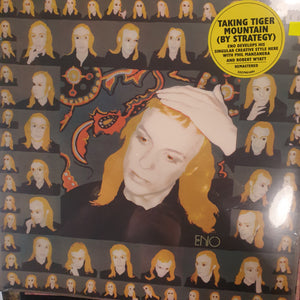 TAKING TIGER
MOUNTAIN
(BY STRATEGY)
ENO DEVELOPS HIS
SINGULAR CREATIVE STYLE HERE
WITH PHIL MANZANERA
AND ROBERT WYATT
REMASTERED
ENO